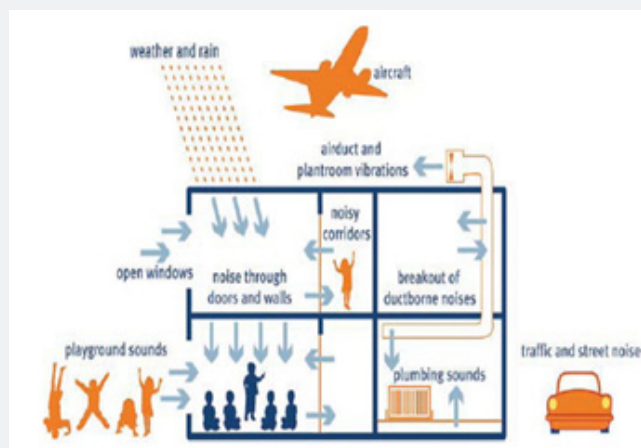 weather and rain
aircraft
airduct and
plantroom vibrations
noisy
corridors
open windows
noise through
doors and walls
breakout of
ductborne noises
playground sounds
plumbing sounds
traffic and street noise